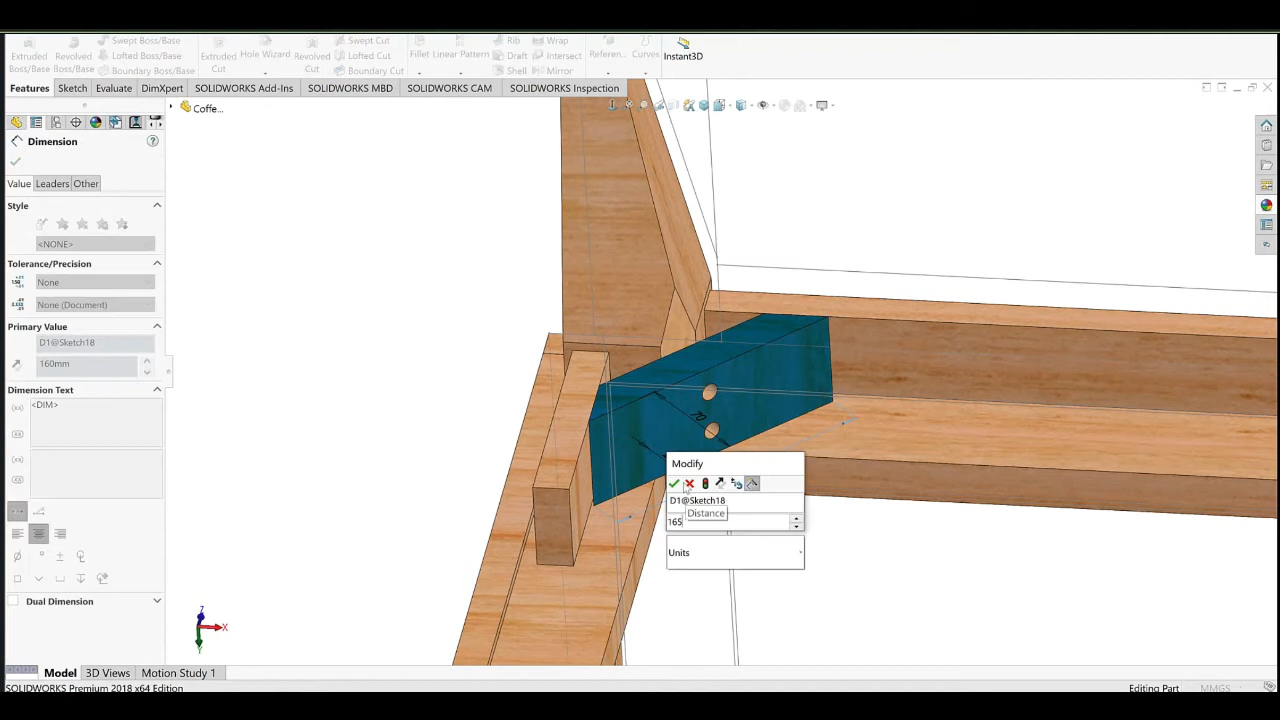 Swept Boss/Base
Extruded Boss/Base
Revolved Boss/Base
Lofted Boss/Base
Boundary Boss/Base
Extruded Cut
Hole Wizard
Revolved Cut
Swept Cut
Lofted Cut
Boundary Cut
Fillet
Linear Pattern
Rib
Draft
Shell
Wrap
Intersect
Mirror
Referen...
Curves
Instant3D
Features
Sketch
Evaluate
DimXpert
SOLIDWORKS Add-Ins
SOLIDWORKS MBD
SOLIDWORKS CAM
SOLIDWORKS Inspection
Coffe...
Dimension
Value
Leaders
Other
Style
<NONE>
Tolerance/Precision
None
None (Document)
Primary Value
D1@Sketch18
160mm
Dimension Text
<DIM>
Dual Dimension
70
Modify
D1@Sketch18
Distance
165
Units
Z
X
Y
Model
3D Views
Motion Study 1
SOLIDWORKS Premium 2018 x64 Edition
Editing Part
MMGS